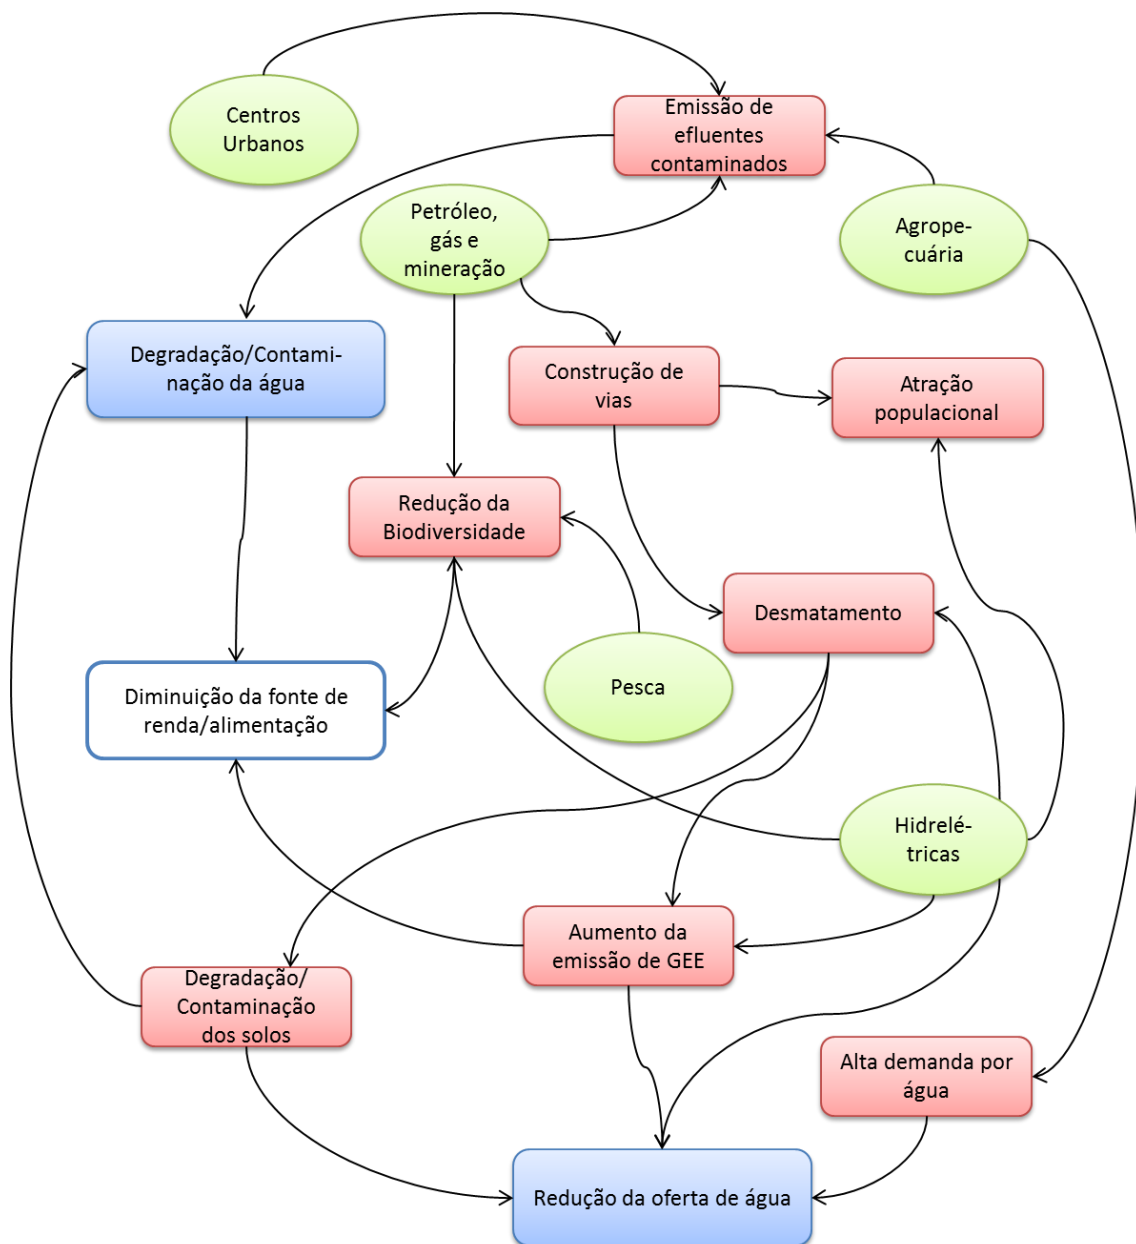 Centros
Urbanos
Emissão de
efluentes
contaminados
Petróleo,
gás e
mineração
Agrope-
cuária
Degradação/Contami-
nação da água
Construção de
vias
Atração
populacional
Redução da
Biodiversidade
Desmatamento
Pesca
Diminuição da fonte de
renda/alimentação
Hidrelé-
tricas
Aumento da
emissão de GEE
Degradação/
Contaminação
dos solos
Alta demanda por
água
Redução da oferta de água